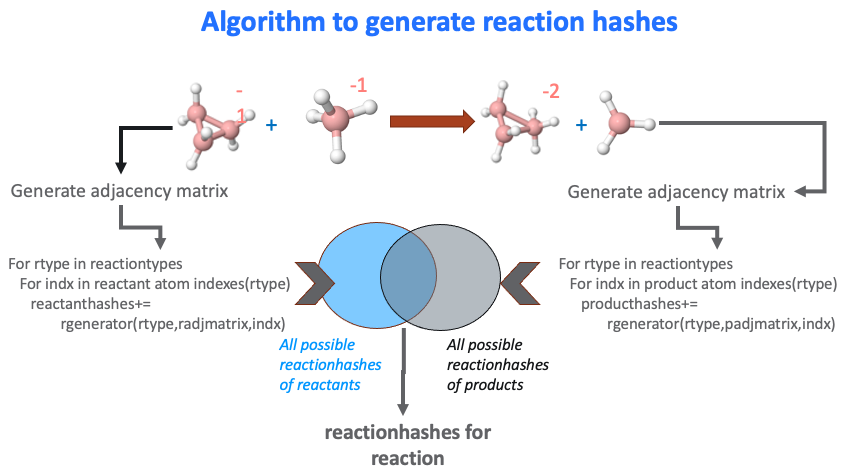 Algorithm to generate reaction hashes
-
1
+
-1
-2
+
Generate adjacency matrix
Generate adjacency matrix
For rtype in reactiontypes
For indx in reactant atom indexes(rtype)
reactanthashes+=
rgenerator(rtype,radjmatrix,indx)
For rtype in reactiontypes
For indx in product atom indexes(rtype)
producthashes+=
rgenerator(rtype,padjmatrix,indx)
All possible
reactionhashes
of reactants
All possible
reactionhashes
of products
reactionhashes for
reaction